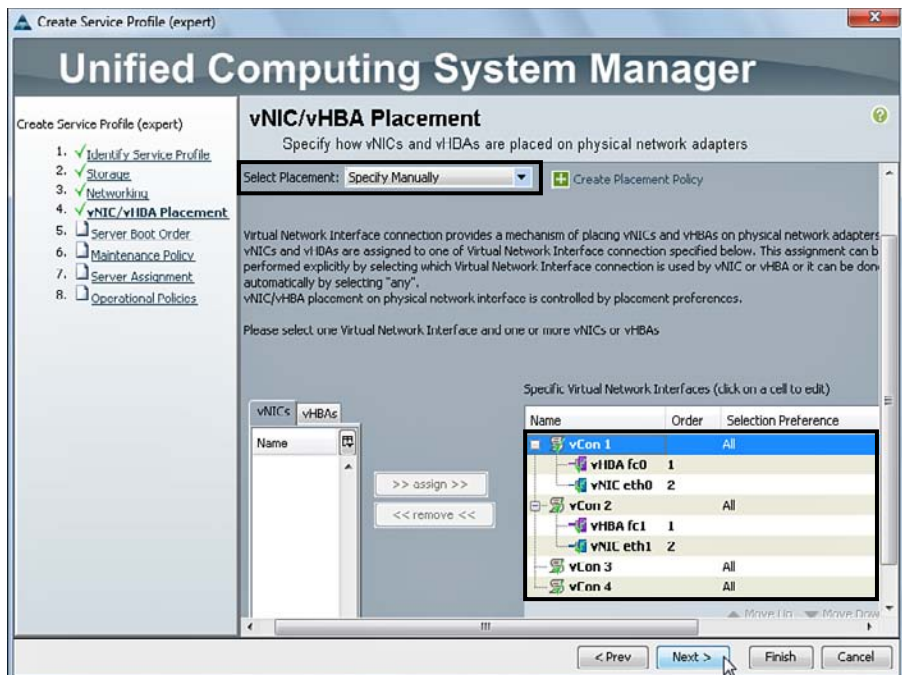 Create Service Profile (expert)
Unified Computing System Manager
Create Service Profile (expert)
1. Identify Service Profile
2. Storage
3. Networking
4. vNIC/vHBA Placement
5. Server Boot Order
6. Maintenance Policy
7. Server Assignment
8. Operational Policies
vNIC/vHBA Placement
Specify how vNICs and vHBAs are placed on physical network adapters
Select Placement: Specify Manually
Create Placement Policy
Virtual Network Interface connection provides a mechanism of placing vNICs and vHBAs on physical network adapters
vNICs and vHBAs are assigned to one of Virtual Network Interface connection specified below. This assignment can b
performed explicitly by selecting which Virtual Network Interface connection is used by vNIC or vHBA or it can be don
automatically by selecting "any".
vNIC/vHBA placement on physical network interface is controlled by placement preferences.
Please select one Virtual Network Interface and one or more vNICs or vHBAs
Specific Virtual Network Interfaces (click on a cell to edit)
vNICs vHBAs
Name
>> assign >>
<< remove <<
Name Order Selection Preference
vCon 1 All
vHBA fc0 1
vNIC eth0 2
vCon 2 All
vHBA fc1 1
vNIC eth1 2
vCon 3 All
vCon 4 All
Move Up Move Dow
< Prev Next > Finish Cancel